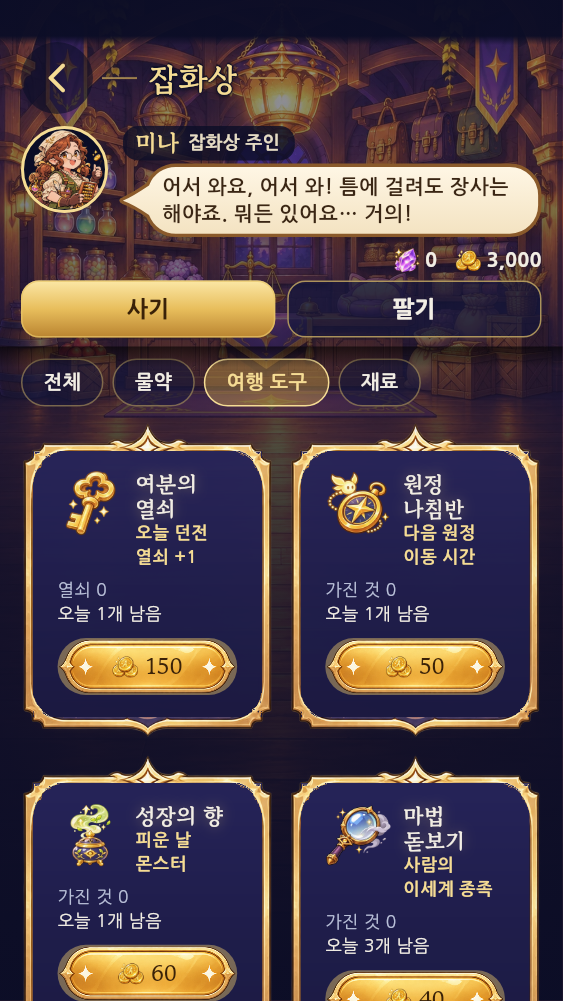 잡화상
미나 잡화상 주인
어서 와요, 어서 와! 틈에 걸려도 장사는
해야죠. 뭐든 있어요… 거의!
0 3,000
사기 팔기
전체 물약 여행 도구 재료
여분의
열쇠
오늘 던전
열쇠 +1
열쇠 0
오늘 1개 남음
150
원정
나침반
다음 원정
이동 시간
가진 것 0
오늘 1개 남음
50
성장의 향
피운 날
몬스터
가진 것 0
오늘 1개 남음
60
마법
돋보기
사람의
이세계 종족
가진 것 0
오늘 3개 남음
40